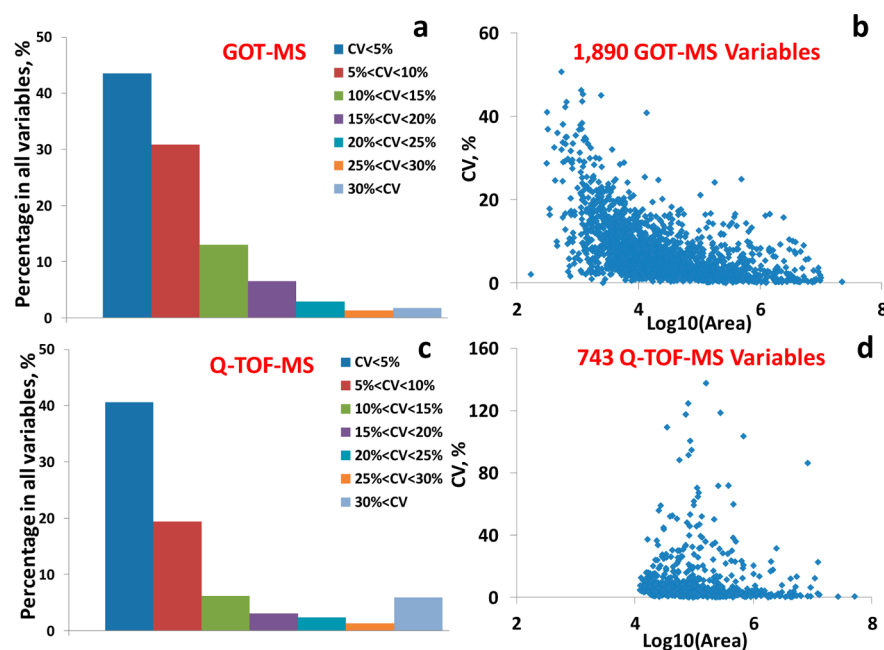 a
GOT-MS
50
40
30
20
10
0
Percentage in all variables, %
CV<5%
5%<CV<10%
10%<CV<15%
15%<CV<20%
20%<CV<25%
25%<CV<30%
30%<CV
b
1,890 GOT-MS Variables
60
40
20
0
CV, %
2
4
6
8
Log10(Area)
c
Q-TOF-MS
50
40
30
20
10
0
Percentage in all variables, %
CV<5%
5%<CV<10%
10%<CV<15%
15%<CV<20%
20%<CV<25%
25%<CV<30%
30%<CV
d
743 Q-TOF-MS Variables
160
120
80
40
0
CV, %
2
4
6
8
Log10(Area)